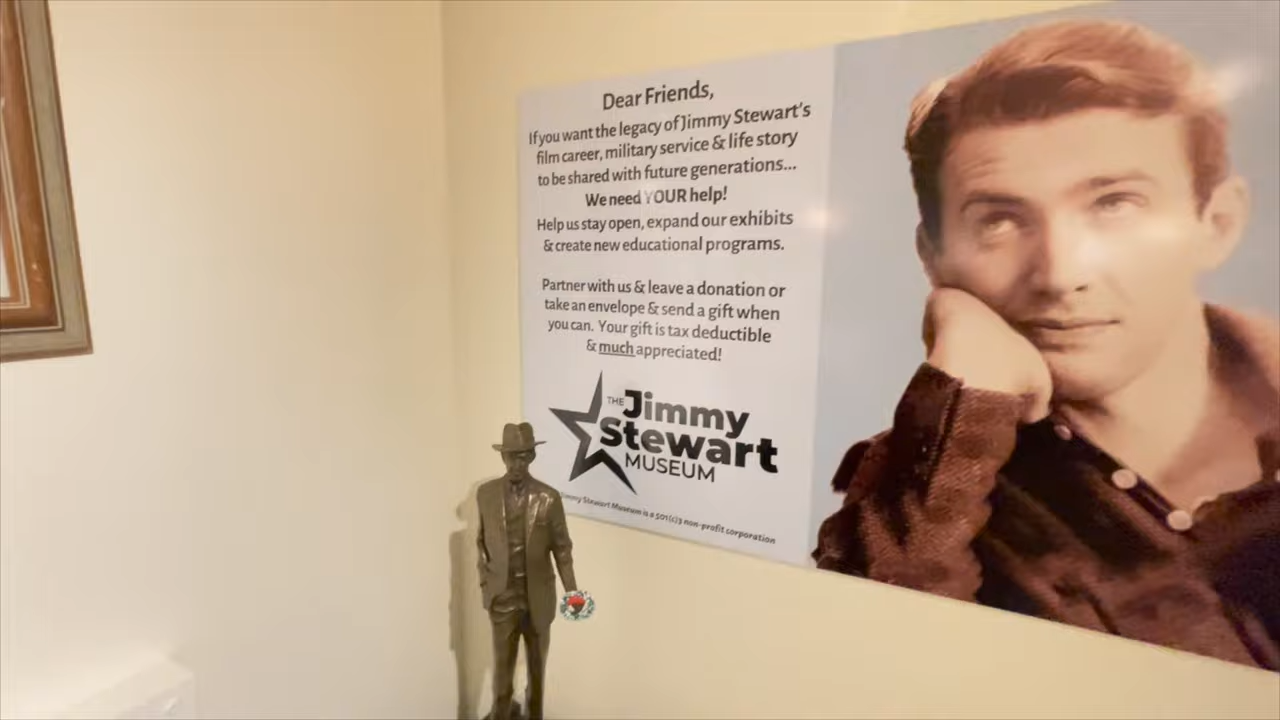 Dear Friends,
If you want the legacy of Jimmy Stewart's
film career, military service & life story
to be shared with future generations...
We need YOUR help!
Help us stay open, expand our exhibits
& create new educational programs.
Partner with us & leave a donation or
take an envelope & send a gift when
you can. Your gift is tax deductible
& much appreciated!
THE Jimmy
Stewart
MUSEUM
Jimmy Stewart Museum is a 501(c)3 non-profit corporation